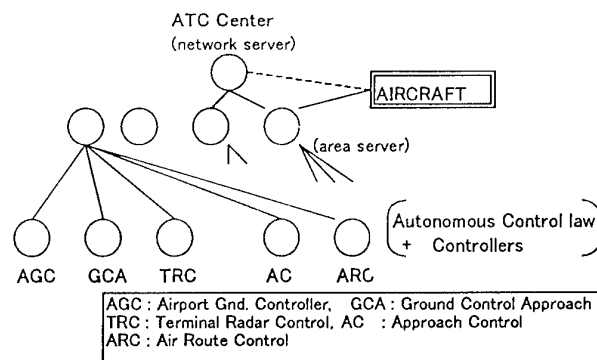 ATC Center
(network server)
AIRCRAFT
(area server)
Autonomous Control law
+ Controllers
AGC GCA TRC AC ARC
AGC : Airport Gnd. Controller, GCA : Ground Control Approach
TRC : Terminal Radar Control, AC : Approach Control
ARC : Air Route Control